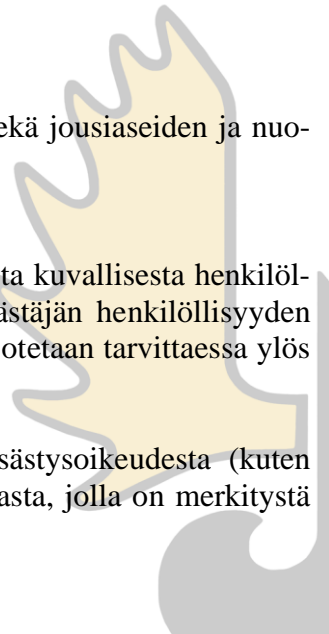 ekä jousiaseiden ja nuo-
ta kuvallisesta henkilöl-
ästäjän henkilöllisyyden
otetaan tarvittaessa ylös
sästysoikeudesta (kuten
asta, jolla on merkitystä